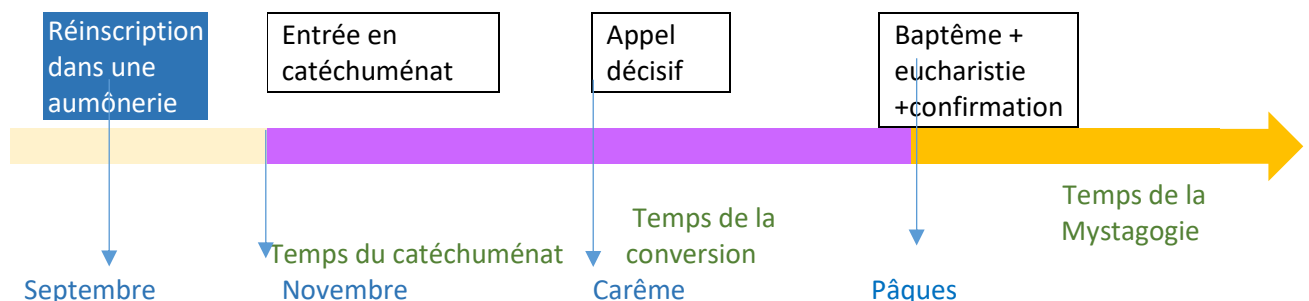 Réinscription
dans une
aumônerie
Entrée en
catéchuménat
Appel
décisif
Baptême +
eucharistie
+confirmation
Temps du catéchuménat
Temps de la
conversion
Temps de la
Mystagogie
Septembre
Novembre
Carême
Pâques